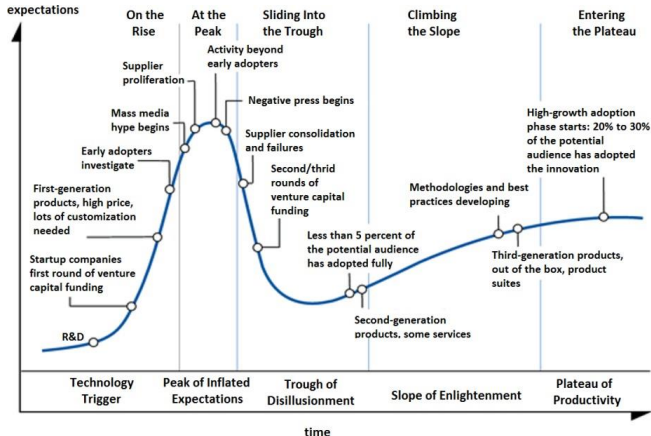 expectations
On the
Rise
At the
Peak
Sliding Into
the Trough
Climbing
the Slope
Entering
the Plateau
Activity beyond
early adopters
Supplier
proliferation
Negative press begins
Mass media
hype begins
Supplier consolidation
and failures
Early adopters
investigate
Second/thrid
rounds of
venture capital
funding
First-generation
products, high price,
lots of customization
needed
Less than 5 percent of
the potential audience
has adopted fully
Startup companies
first round of venture
capital funding
R&D
Second-generation
products, some services
Methodologies and best
practices developing
Third-generation products,
out of the box, product
suites
High-growth adoption
phase starts: 20% to 30%
of the potential
audience has adopted
the innovation
Technology
Trigger
Peak of Inflated
Expectations
Trough of
Disillusionment
Slope of Enlightenment
Plateau of
Productivity
time